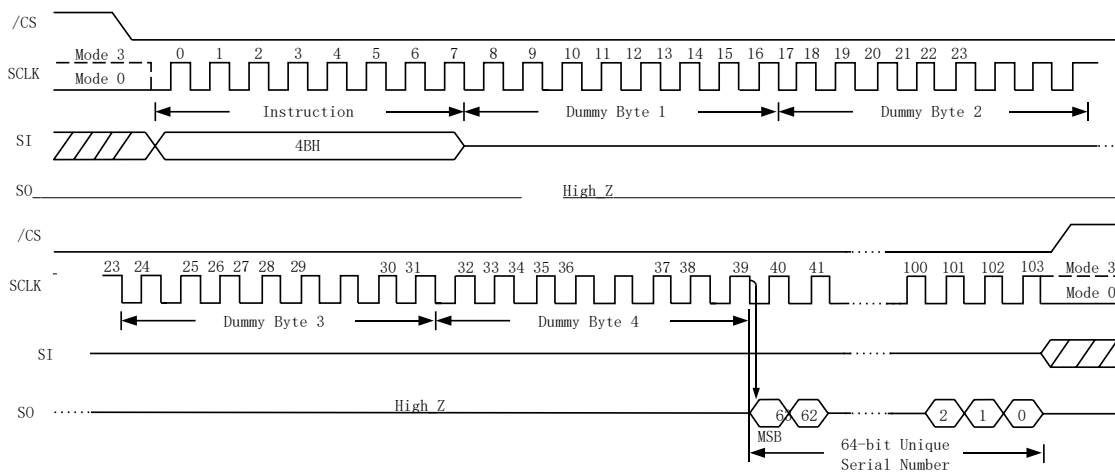 /CS
Mode 3
0 1 2 3 4 5 6 7 8 9 10 11 12 13 14 15 16 17 18 19 20 21 22 23
SCLK
Mode 0
Instruction Dummy Byte 1 Dummy Byte 2
SI
4BH
SO
High_Z
/CS
23 24 25 26 27 28 29 30 31 32 33 34 35 36 37 38 39 40 41 100 101 102 103 Mode 3
SCLK
Mode 0
Dummy Byte 3 Dummy Byte 4
SI
High_Z
SO
63 62 2 1 0
MSB
64-bit Unique
Serial Number